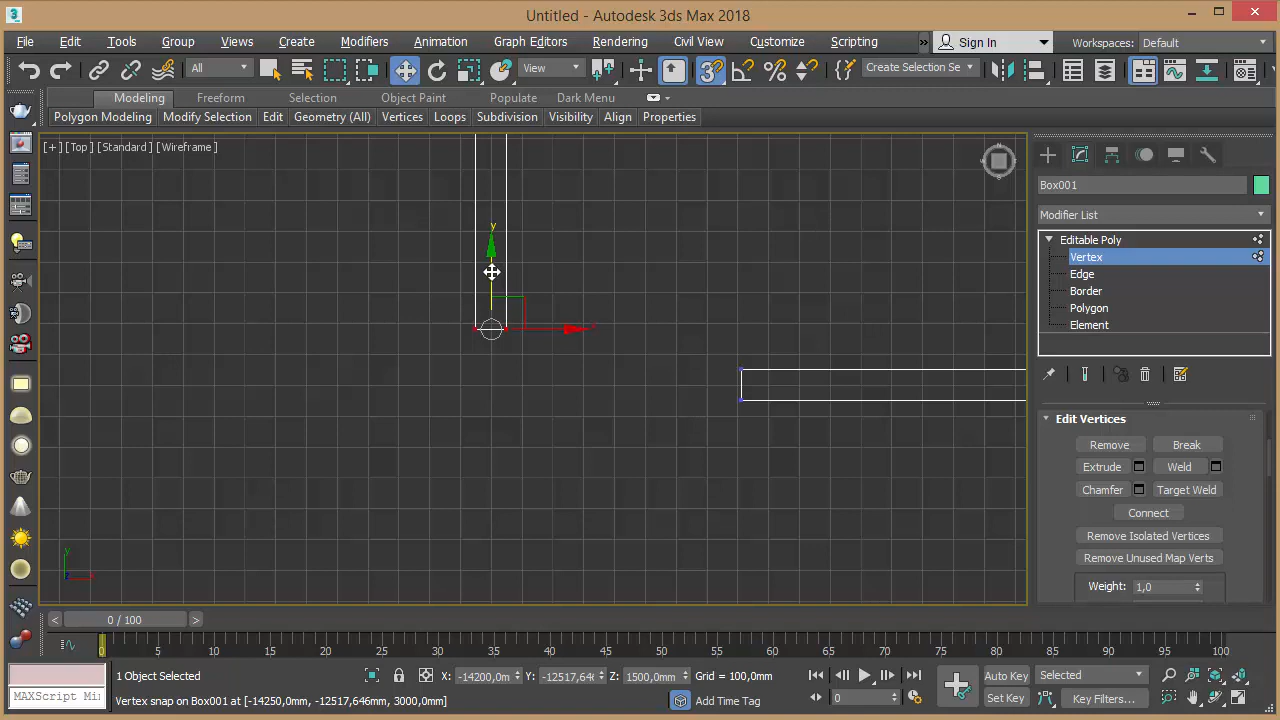 Untitled - Autodesk 3ds Max 2018
File Edit Tools Group Views Create Modifiers Animation Graph Editors Rendering Civil View Customize Scripting » Sign In Workspaces: Default
All View Create Selection Se
Modeling Freeform Selection Object Paint Populate Dark Menu
Polygon Modeling Modify Selection Edit Geometry (All) Vertices Loops Subdivision Visibility Align Properties
[+] [Top] [Standard] [Wireframe]
Box001
Modifier List
Editable Poly
Vertex
Edge
Border
Polygon
Element
y
Edit Vertices
Remove Break
Extrude Weld
Chamfer Target Weld
Connect
Remove Isolated Vertices
Remove Unused Map Verts
Weight: 1,0
y
< 0 / 100 >
0 5 10 15 20 25 30 35 40 45 50 55 60 65 70 75 80 85 90 95 100
1 Object Selected X: -14200,0mm Y: -12517,646 Z: 1500,0mm Grid = 100,0mm Auto Key Selected
MAXScript Mi Vertex snap on Box001 at [-14250,0mm, -12517,646mm, 3000,0mm] Add Time Tag 0 Set Key Key Filters...